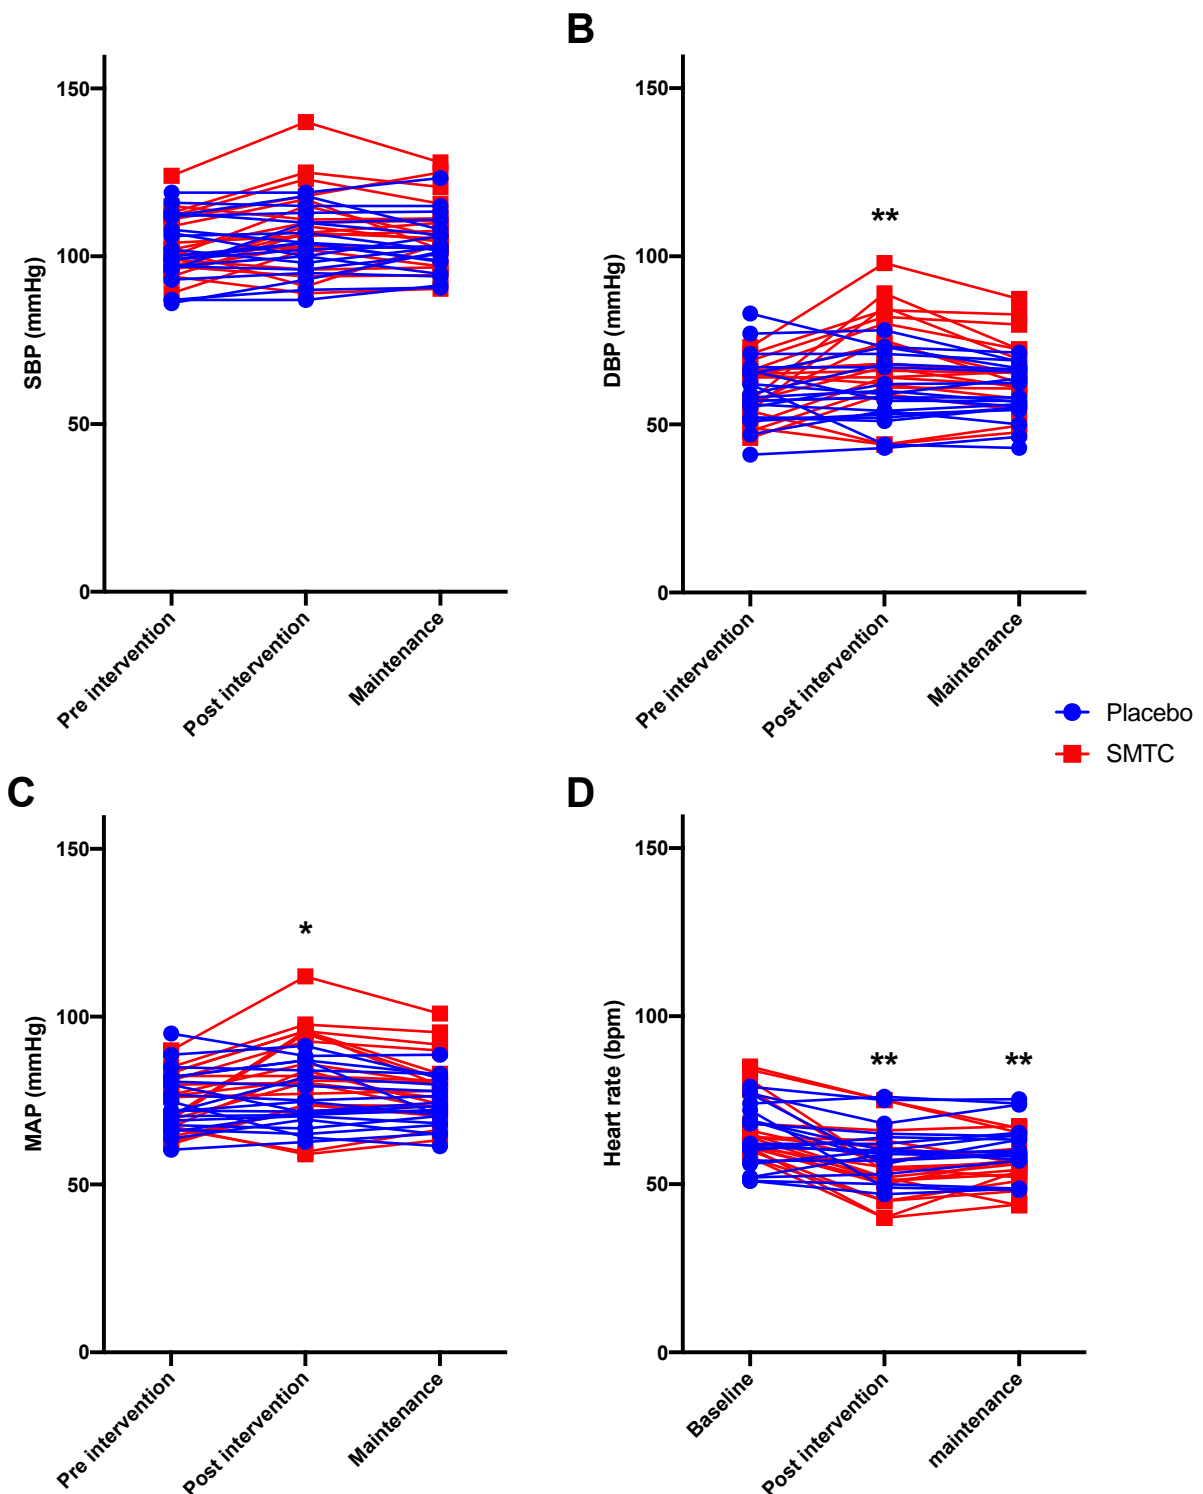 B
150
100
50
0
SBP (mmHg)
Pre intervention
Post intervention
Maintenance
150
100
50
0
DBP (mmHg)
**
Pre intervention
Post intervention
Maintenance
Placebo
SMTC
C
150
100
50
0
MAP (mmHg)
*
Pre intervention
Post intervention
Maintenance
D
150
100
50
0
Heart rate (bpm)
**
**
Baseline
Post intervention
maintenance